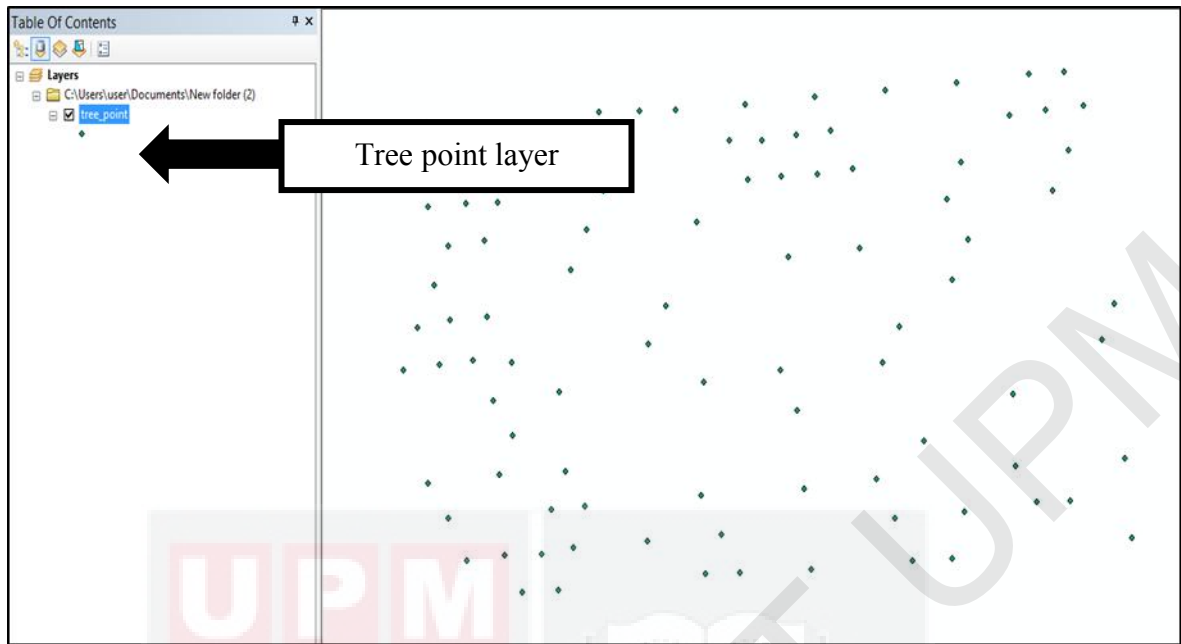 Table Of Contents
Layers
C:\Users\user\Documents\New folder (2)
tree_point
Tree point layer
UPM
T UPM